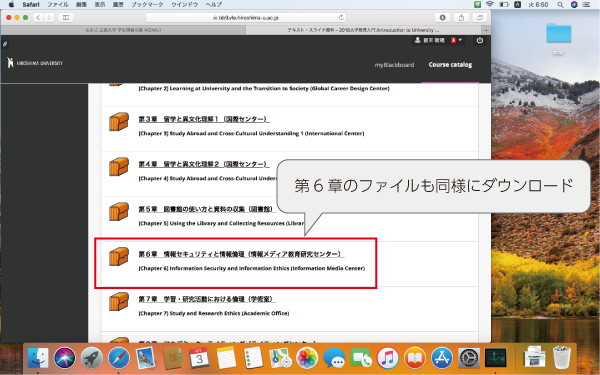 Safari ファイル 編集 表示 履歴 ブックマーク ウインドウ ヘルプ
火 6:50
bb9.vle.hiroshima-u.ac.jp
もみじ 広島大学 学生情報の森 MOMIJI
テキスト・スライド資料 – 2018大学教育入門 /Introduction to University ...
HIROSHIMA UNIVERSITY
myBlackboard
Course catalog
[Chapter 2] Learning at University and the Transition to Society (Global Career Design Center)
第３章 留学と異文化理解１（国際センター）
[Chapter 3] Study Abroad and Cross-Cultural Understanding 1 (International Center)
第４章 留学と異文化理解２（国際センター）
[Chapter 4] Study Abroad and Cross-Cultural Unders
第６章のファイルも同様にダウンロード
第５章 図書館の使い方と資料の収集（図書館）
[Chapter 5] Using the Library and Collecting Resources (Libra
第６章 情報セキュリティと情報倫理（情報メディア教育研究センター）
[Chapter 6] Information Security and Information Ethics (Information Media Center)
第７章 学習・研究活動における倫理（学術室）
[Chapter 7] Study and Research Ethics (Academic Office)
3